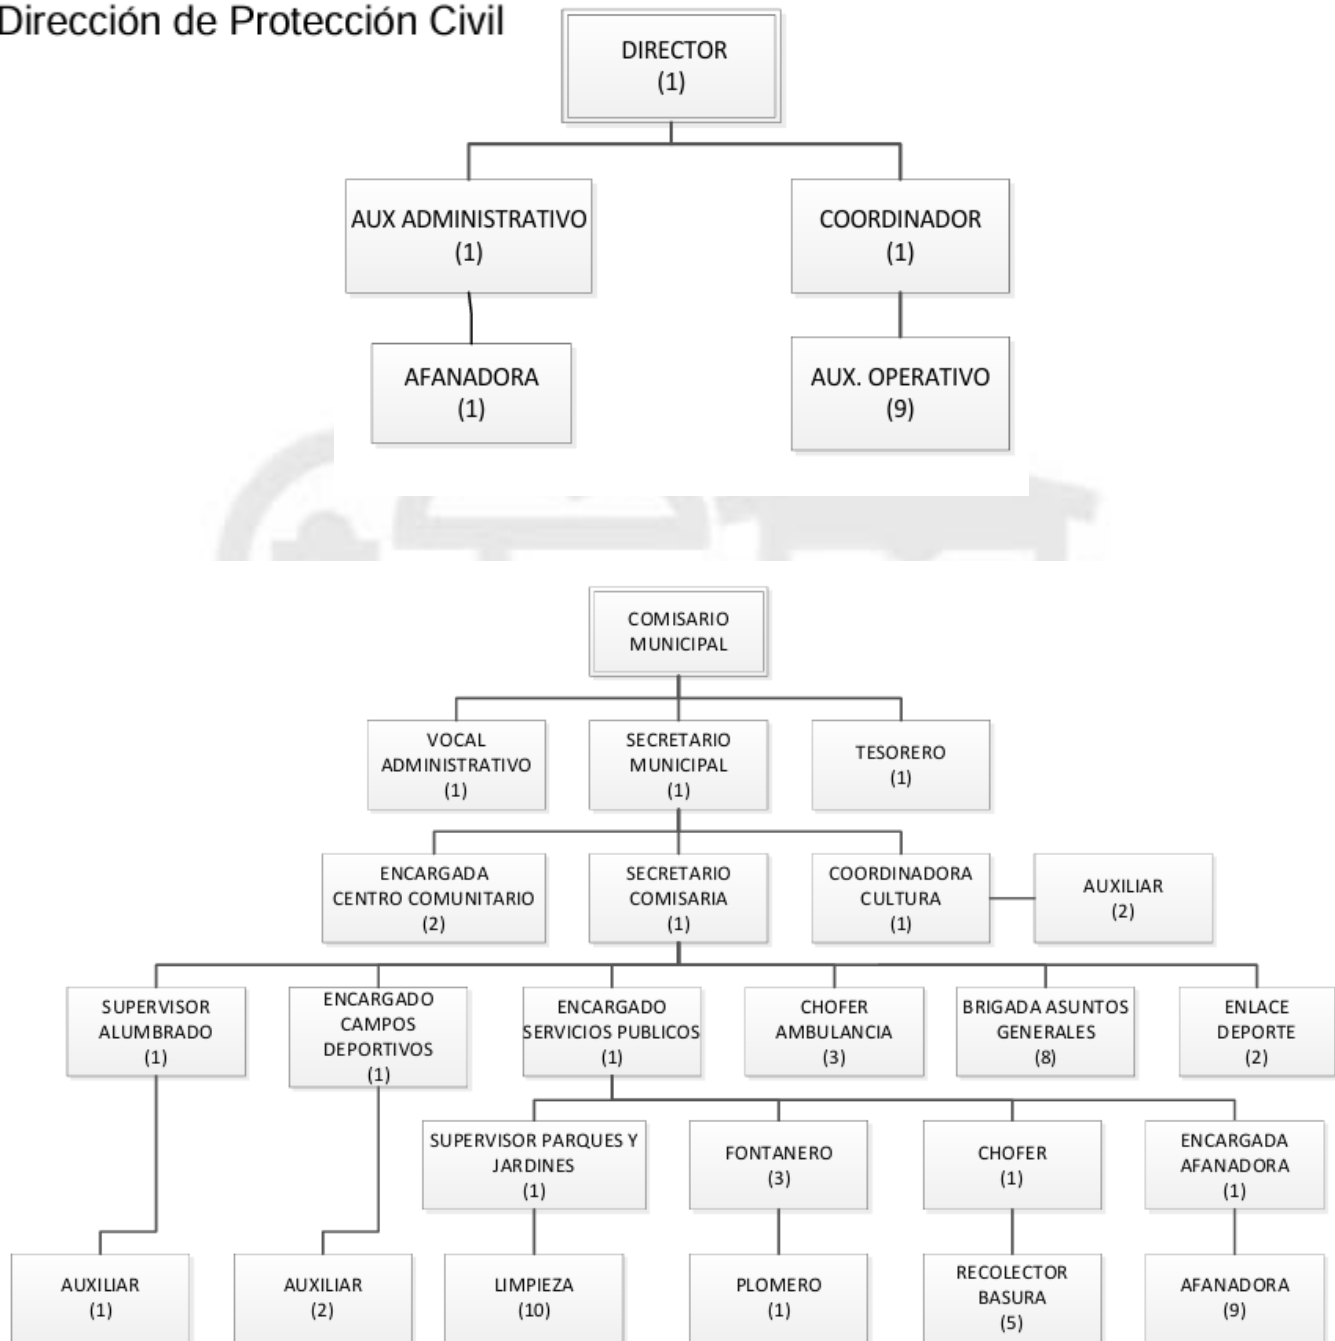 Dirección de Protección Civil
DIRECTOR
(1)
AUX ADMINISTRATIVO
(1)
COORDINADOR
(1)
AFANADORA
(1)
AUX. OPERATIVO
(9)
COMISARIO
MUNICIPAL
VOCAL
ADMINISTRATIVO
(1)
SECRETARIO
MUNICIPAL
(1)
TESORERO
(1)
ENCARGADA
CENTRO COMUNITARIO
(2)
SECRETARIO
COMISARIA
(1)
COORDINADORA
CULTURA
(1)
AUXILIAR
(2)
SUPERVISOR
ALUMBRADO
(1)
ENCARGADO
CAMPOS
DEPORTIVOS
(1)
ENCARGADO
SERVICIOS PUBLICOS
(1)
CHOFER
AMBULANCIA
(3)
BRIGADA ASUNTOS
GENERALES
(8)
ENLACE
DEPORTE
(2)
SUPERVISOR PARQUES Y
JARDINES
(1)
FONTANERO
(3)
CHOFER
(1)
ENCARGADA
AFANADORA
(1)
AUXILIAR
(1)
AUXILIAR
(2)
LIMPIEZA
(10)
PLOMERO
(1)
RECOLECTOR
BASURA
(5)
AFANADORA
(9)